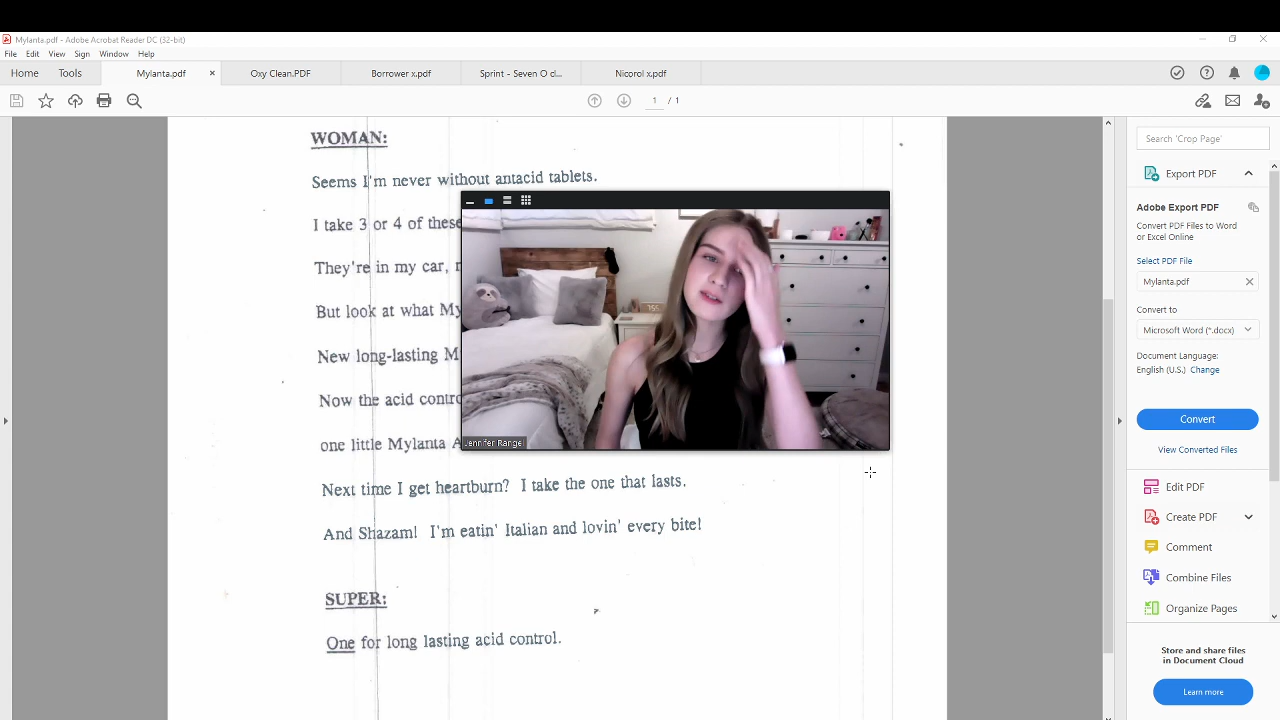 Mylanta.pdf - Adobe Acrobat Reader DC (32-bit)
File Edit View Sign Window Help
Home Tools Mylanta.pdf × Oxy Clean.PDF Borrower x.pdf Sprint - Seven O d... Nicorol x.pdf
1 / 1
WOMAN:
Seems I'm never without antacid tablets.
I take 3 or 4 of these
They're in my car,
But look at what My
New long-lasting M
Now the acid contro
one little Mylanta A
Next time I get heartburn? I take the one that lasts.
And Shazam! I'm eatin' Italian and lovin' every bite!
SUPER:
One for long lasting acid control.
Jennifer Rangel
Search 'Crop Page'
Export PDF
Adobe Export PDF
Convert PDF Files to Word
or Excel Online
Select PDF File
Mylanta.pdf
Convert to
Microsoft Word (*.docx)
Document Language:
English (U.S.) Change
Convert
View Converted Files
Edit PDF
Create PDF
Comment
Combine Files
Organize Pages
Store and share files
in Document Cloud
Learn more